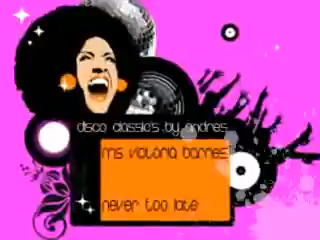 disco classics by andres
ms victoria barnes
never too late